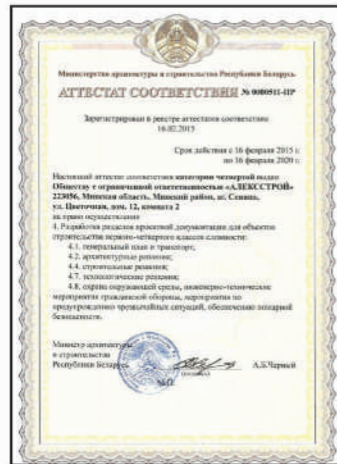 Министерство архитектуры и строительства Республики Беларусь
АТТЕСТАТ СООТВЕТСТВИЯ № 0000511-ПР
Зарегистрирован в реестре аттестатов соответствия
16.02.2015
Срок действия с 16 февраля 2015 г.
по 16 февраля 2020 г.
Настоящий аттестат соответствия категории четвертой выдан
Обществу с ограниченной ответственностью «АЛЕКССТРОЙ»
223056, Минская область, Минский район, аг. Сеница,
ул. Цветочная, дом. 12, комната 2
на право осуществления
4. Разработка разделов проектной документации для объектов
строительства первого-четвертого классов сложности:
4.1. генеральный план и транспорт;
4.2. архитектурные решения;
4.4. строительные решения;
4.7. технологические решения;
4.8. охрана окружающей среды, инженерно-технические
мероприятия гражданской обороны, мероприятия по
предупреждению чрезвычайных ситуаций, обеспечению пожарной
безопасности.
Министр архитектуры
и строительства
Республики Беларусь
А.Б.Черный
М.П.